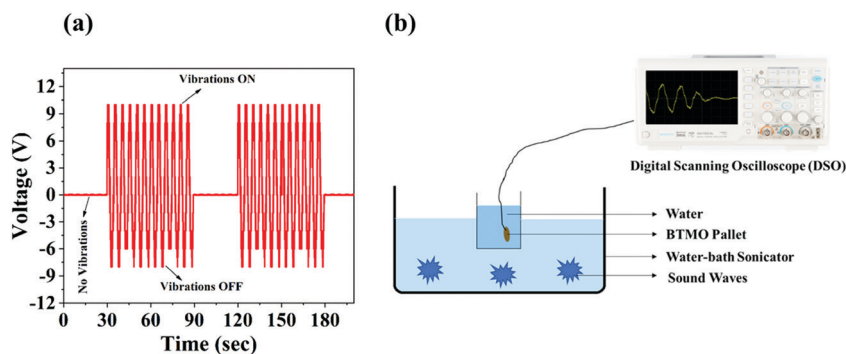 (a)
Voltage (V)
12
9
6
3
0
-3
-6
-9
-12
Vibrations ON
No Vibrations
Vibrations OFF
0 30 60 90 120 150 180
Time (sec)
(b)
Digital Scanning Oscilloscope (DSO)
Water
BTMO Pallet
Water-bath Sonicator
Sound Waves